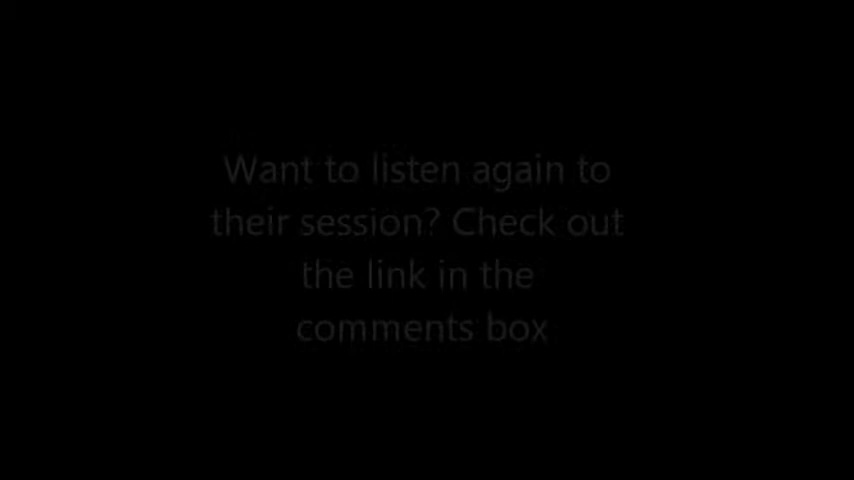 Want to listen again to
their session? Check out
the link in the
comments box